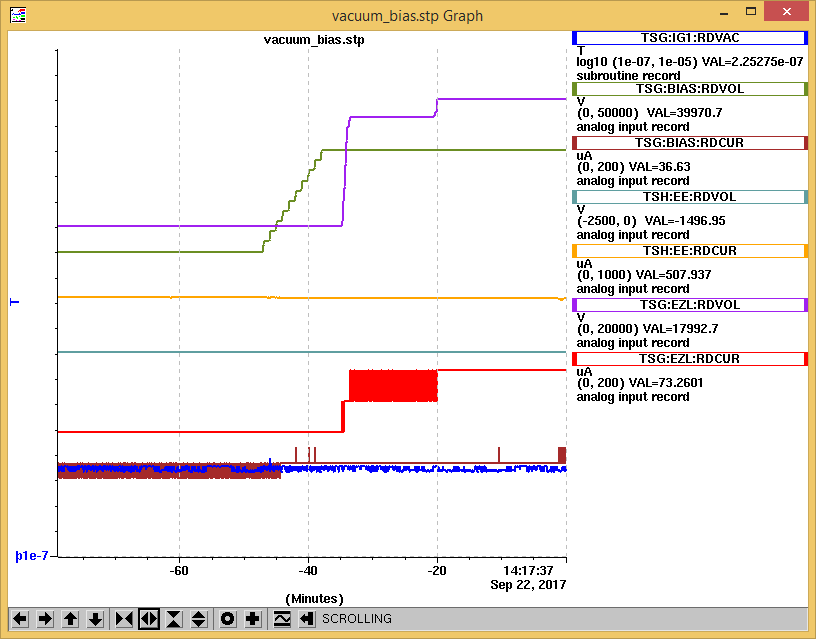 vacuum_bias.stp Graph
vacuum_bias.stp
TSG:IG1:RDVAC
T
log10 (1e-07, 1e-05) VAL=2.25275e-07
subroutine record
TSG:BIAS:RDVOL
V
(0, 50000) VAL=39970.7
analog input record
TSG:BIAS:RDCUR
uA
(0, 200) VAL=36.63
analog input record
TSH:EE:RDVOL
V
(-2500, 0) VAL=-1496.95
analog input record
TSH:EE:RDCUR
uA
(0, 1000) VAL=507.937
analog input record
TSG:EZL:RDVOL
V
(0, 20000) VAL=17992.7
analog input record
TSG:EZL:RDCUR
uA
(0, 200) VAL=73.2601
analog input record
T
1e-7
-60
-40
-20
14:17:37
Sep 22, 2017
(Minutes)
SCROLLING